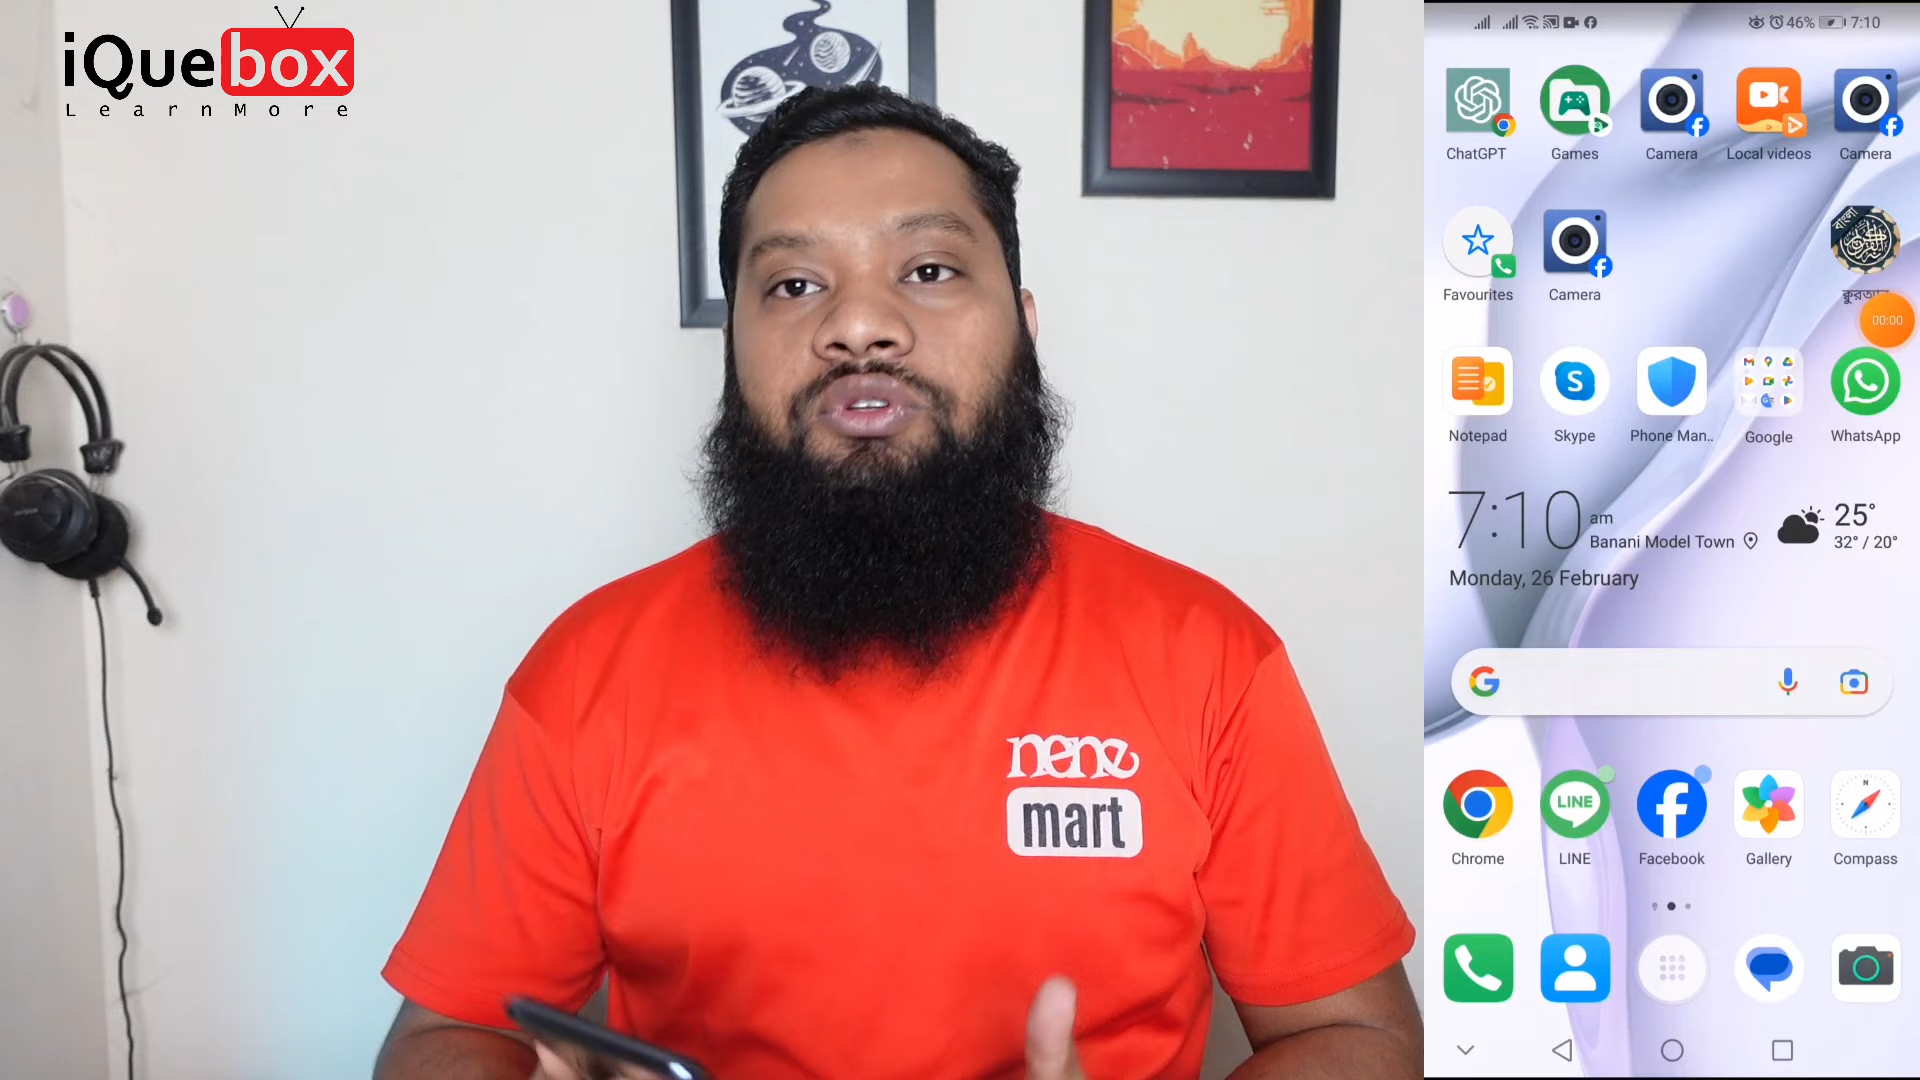 iQuebox
LearnMore
nene
mart
46% 7:10
ChatGPT
Games
Camera
Local videos
Camera
Favourites
Camera
বাংলা
00:00
Notepad
Skype
Phone Man..
Google
WhatsApp
7:10 am
Banani Model Town
25°
32° / 20°
Monday, 26 February
LINE
Chrome
LINE
Facebook
Gallery
Compass